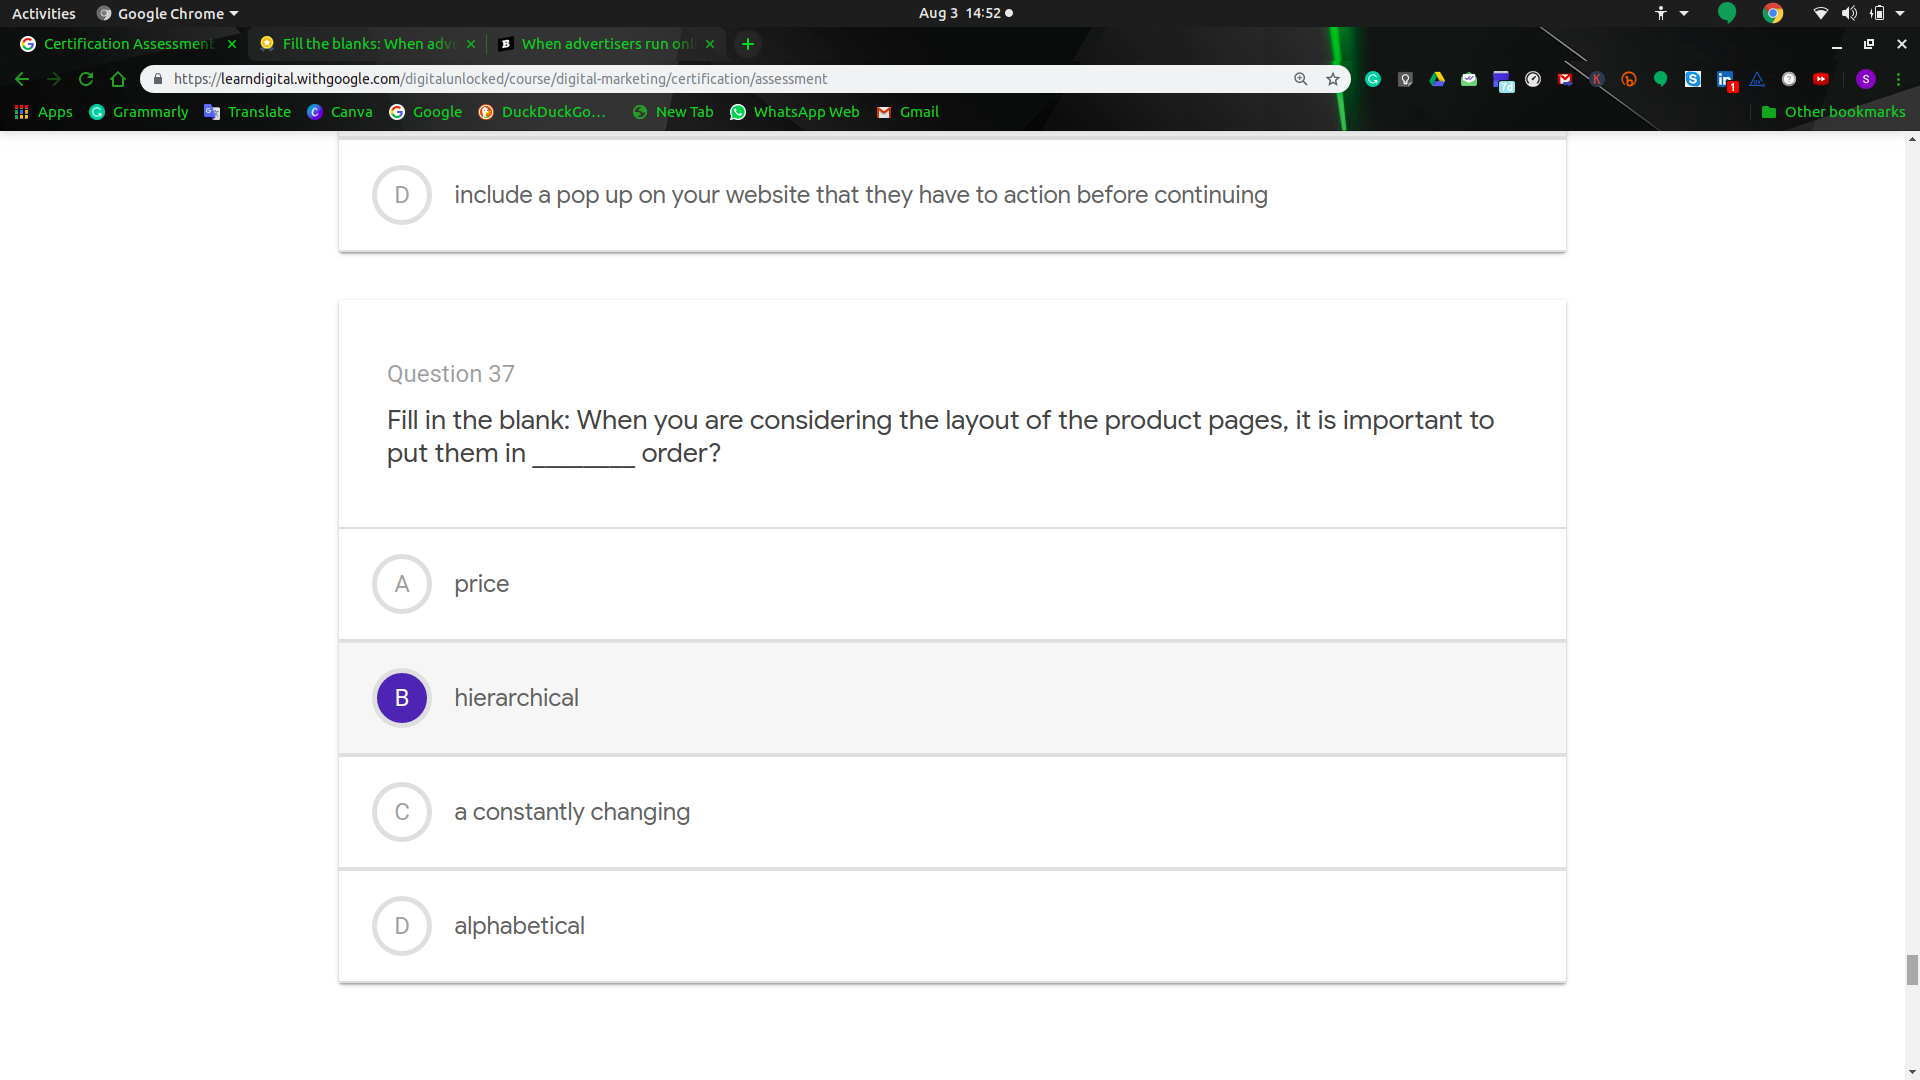 Activities Google Chrome Aug 3 14:52
Certification Assessment Fill the blanks: When adve When advertisers run onl
https://learndigital.withgoogle.com/digitalunlocked/course/digital-marketing/certification/assessment
Apps Grammarly Translate Canva Google DuckDuckGo... New Tab WhatsApp Web Gmail Other bookmarks
D include a pop up on your website that they have to action before continuing
Question 37
Fill in the blank: When you are considering the layout of the product pages, it is important to
put them in ________ order?
A price
B hierarchical
C a constantly changing
D alphabetical